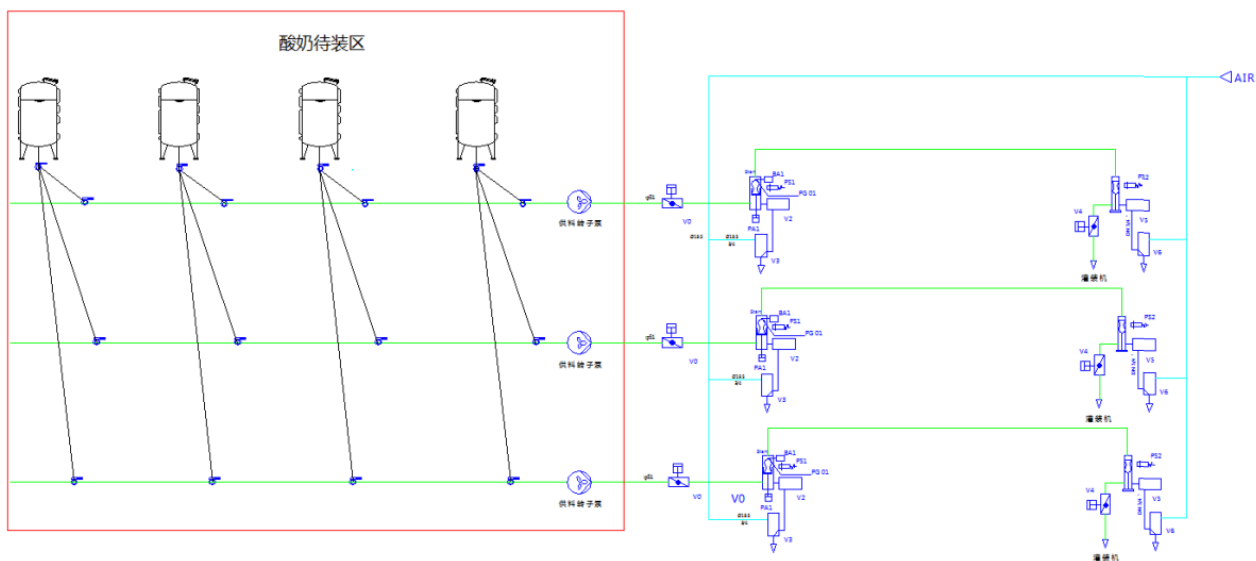 酸奶待装区
AIR
BA1
PS1
PG 01
V0
V2
PA1
V3
供料转子泵
PS2
V4
V5
V6
灌装机
BA1
PS1
PG 01
V0
V2
PA1
V3
供料转子泵
PS2
V4
V5
V6
灌装机
BA1
PS1
PG 01
V0
V0
V2
PA1
V3
供料转子泵
PS2
V4
V5
V6
灌装机